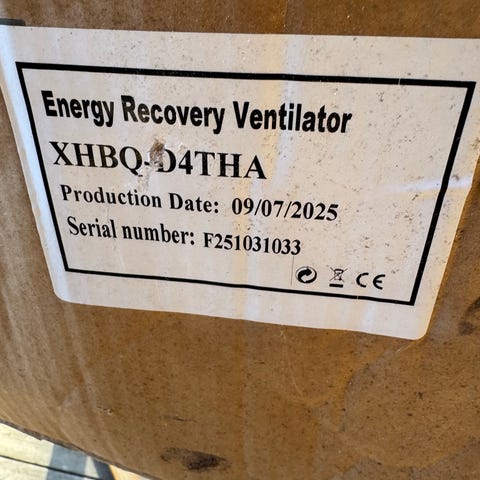 Energy Recovery Ventilator
XHBQ-D4THA
Production Date: 09/07/2025
Serial number: F251031033
CE